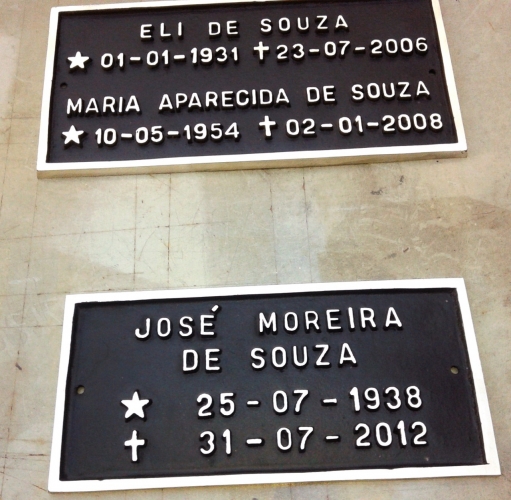 ELI DE SOUZA
★ 01-01-1931 ✝ 23-07-2006
MARIA APARECIDA DE SOUZA
★ 10-05-1954 ✝ 02-01-2008
JOSÉ MOREIRA
DE SOUZA
★ 25-07-1938
✝ 31-07-2012